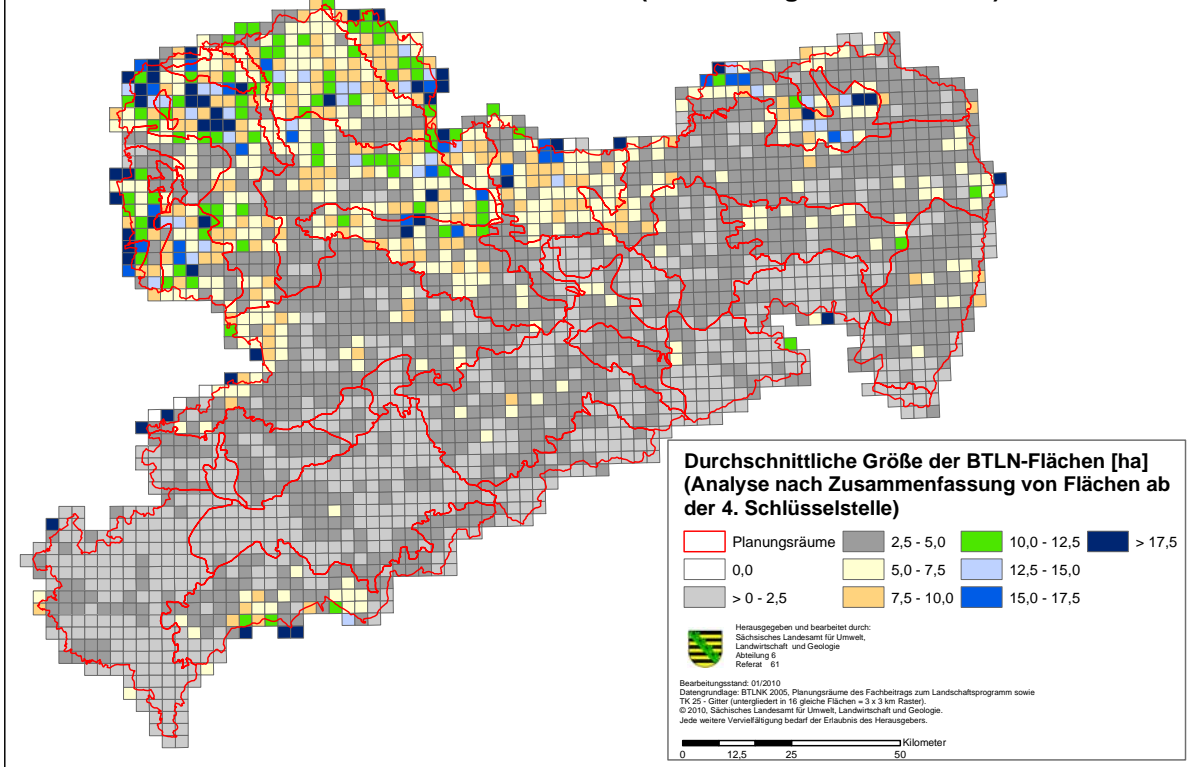 Durchschnittliche Größe der BTLN-Flächen [ha]
(Analyse nach Zusammenfassung von Flächen ab
der 4. Schlüsselstelle)
Planungsräume
0,0
> 0 - 2,5
2,5 - 5,0
5,0 - 7,5
7,5 - 10,0
10,0 - 12,5
12,5 - 15,0
15,0 - 17,5
> 17,5
Herausgegeben und bearbeitet durch:
Sächsisches Landesamt für Umwelt,
Landwirtschaft und Geologie
Abteilung 6
Referat 61
Bearbeitungsstand: 01/2010
Datengrundlage: BTLNK 2005, Planungsräume des Fachbeitrags zum Landschaftsprogramm sowie
TK 25 - Gitter (untergliedert in 16 gleiche Flächen = 3 x 3 km Raster).
© 2010, Sächsisches Landesamt für Umwelt, Landwirtschaft und Geologie.
Jede weitere Vervielfältigung bedarf der Erlaubnis des Herausgebers.
Kilometer
0 12,5 25 50